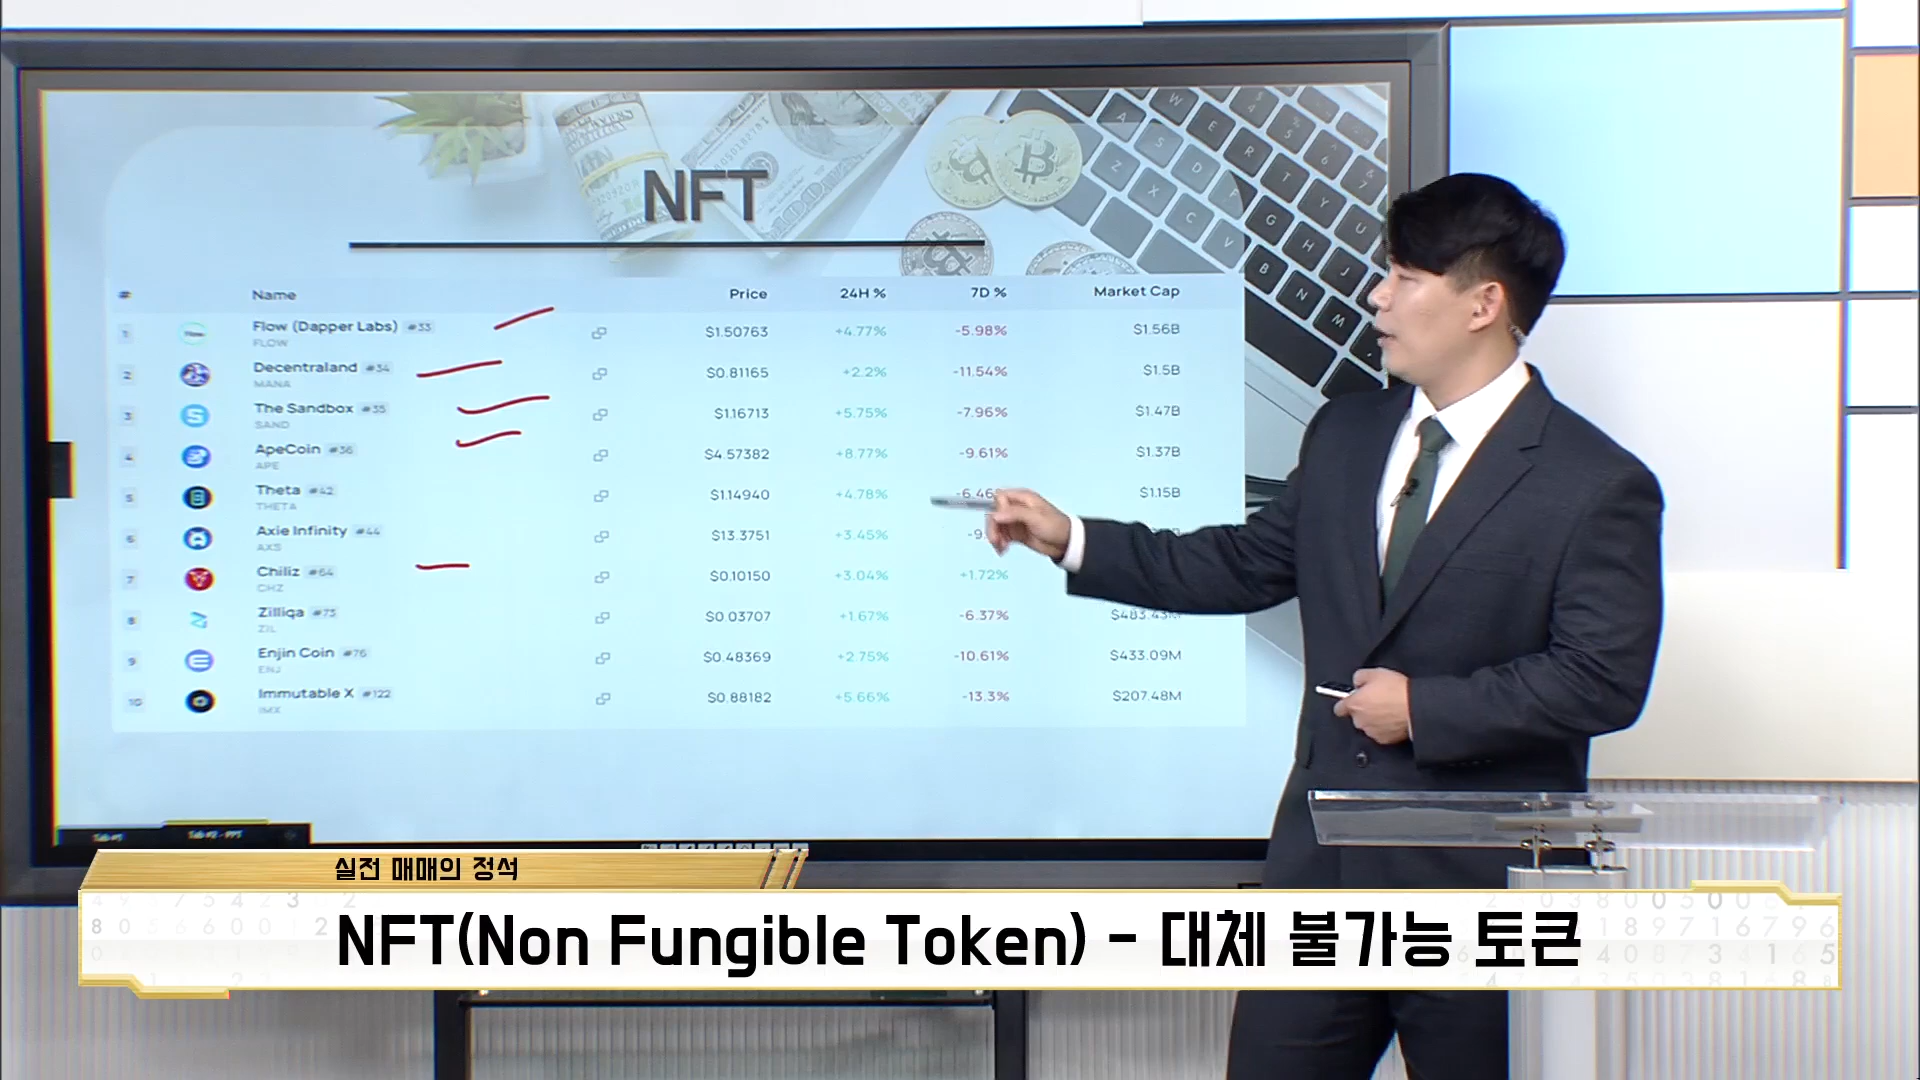 NFT
# Name Price 24H % 7D % Market Cap
1 Flow (Dapper Labs) #33 $1.50763 +4.77% -5.98% $1.56B
FLOW
2 Decentraland #34 $0.81165 +2.2% -11.54% $1.5B
MANA
3 The Sandbox #35 $1.16713 +5.75% -7.96% $1.47B
SAND
4 ApeCoin #36 $4.57382 +8.77% -9.61% $1.37B
APE
5 Theta #42 $1.14940 +4.78% -6.46 $1.15B
THETA
6 Axie Infinity #44 $13.3751 +3.45% -9.
AXS
7 Chiliz #64 $0.10150 +3.04% +1.72%
CHZ
8 Zilliqa #73 $0.03707 +1.67% -6.37% $483.43M
ZIL
9 Enjin Coin #76 $0.48369 +2.75% -10.61% $433.09M
ENJ
10 Immutable X #122 $0.88182 +5.66% -13.3% $207.48M
IMX
실전 매매의 정석
NFT(Non Fungible Token) - 대체 불가능 토큰